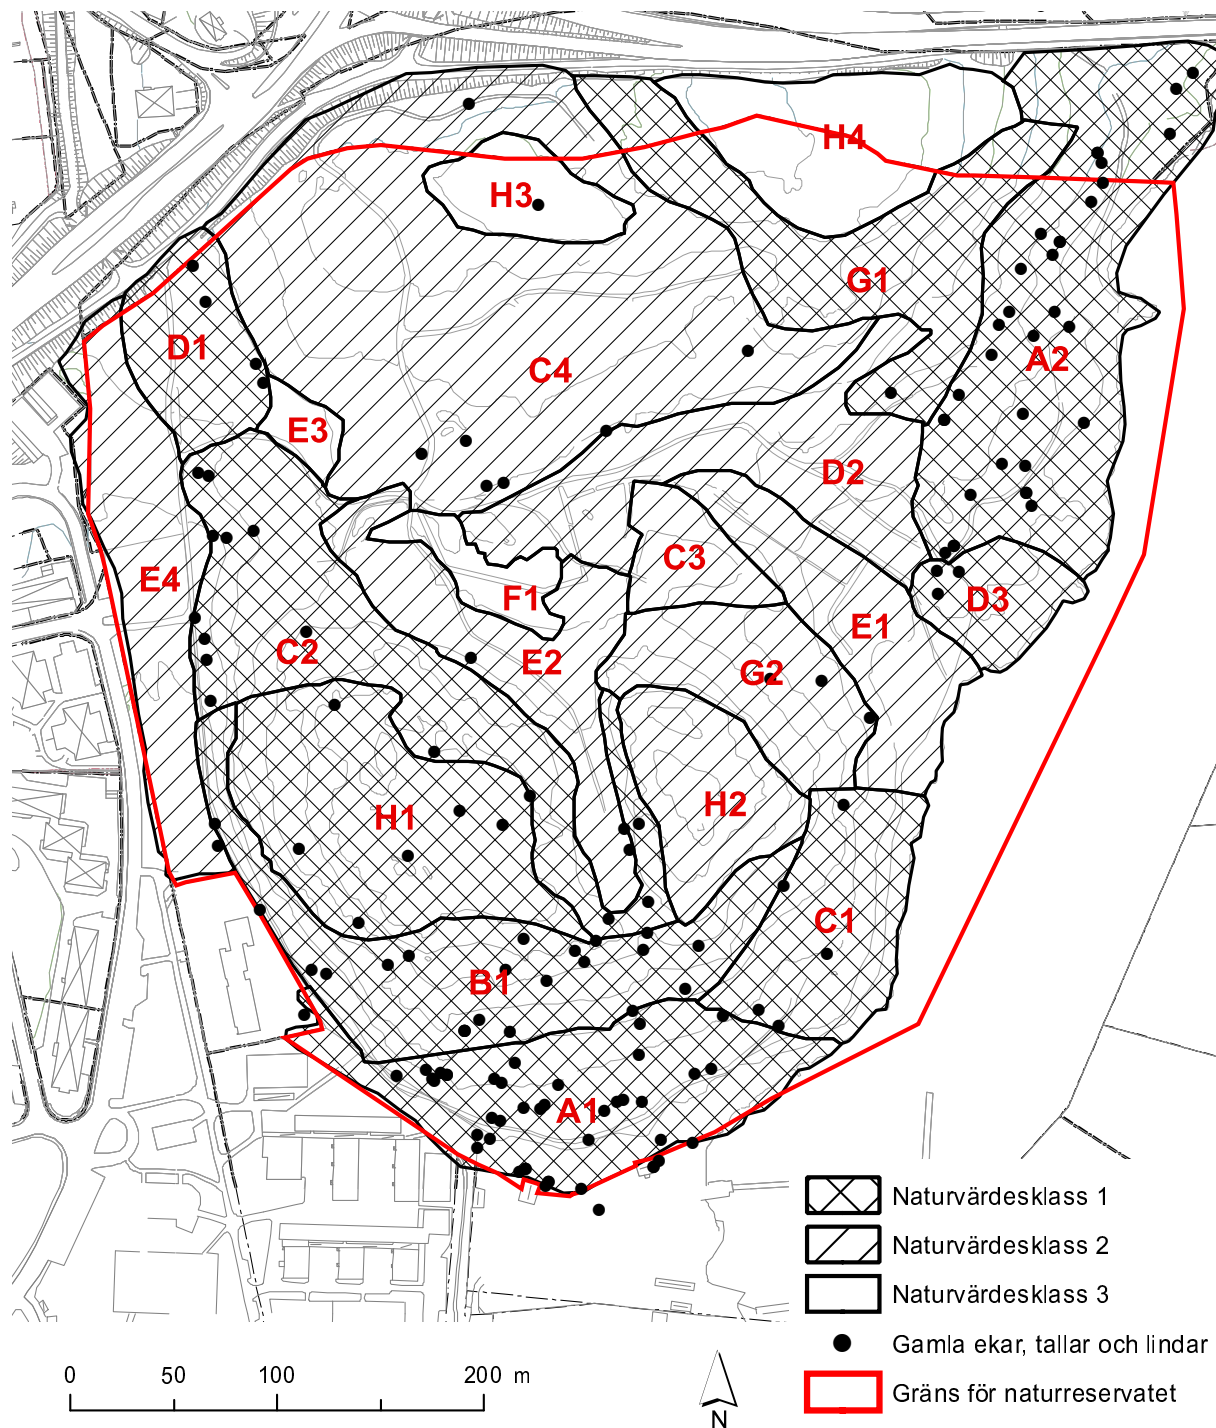 H4
H3
G1
D1
A2
C4
E3
D2
C3
E4
F1
D3
E1
C2
E2
G2
H2
H1
C1
B1
A1
Naturvärdesklass 1
Naturvärdesklass 2
Naturvärdesklass 3
Gamla ekar, tallar och lindar
Gräns för naturreservatet
0 50 100 200 m
N